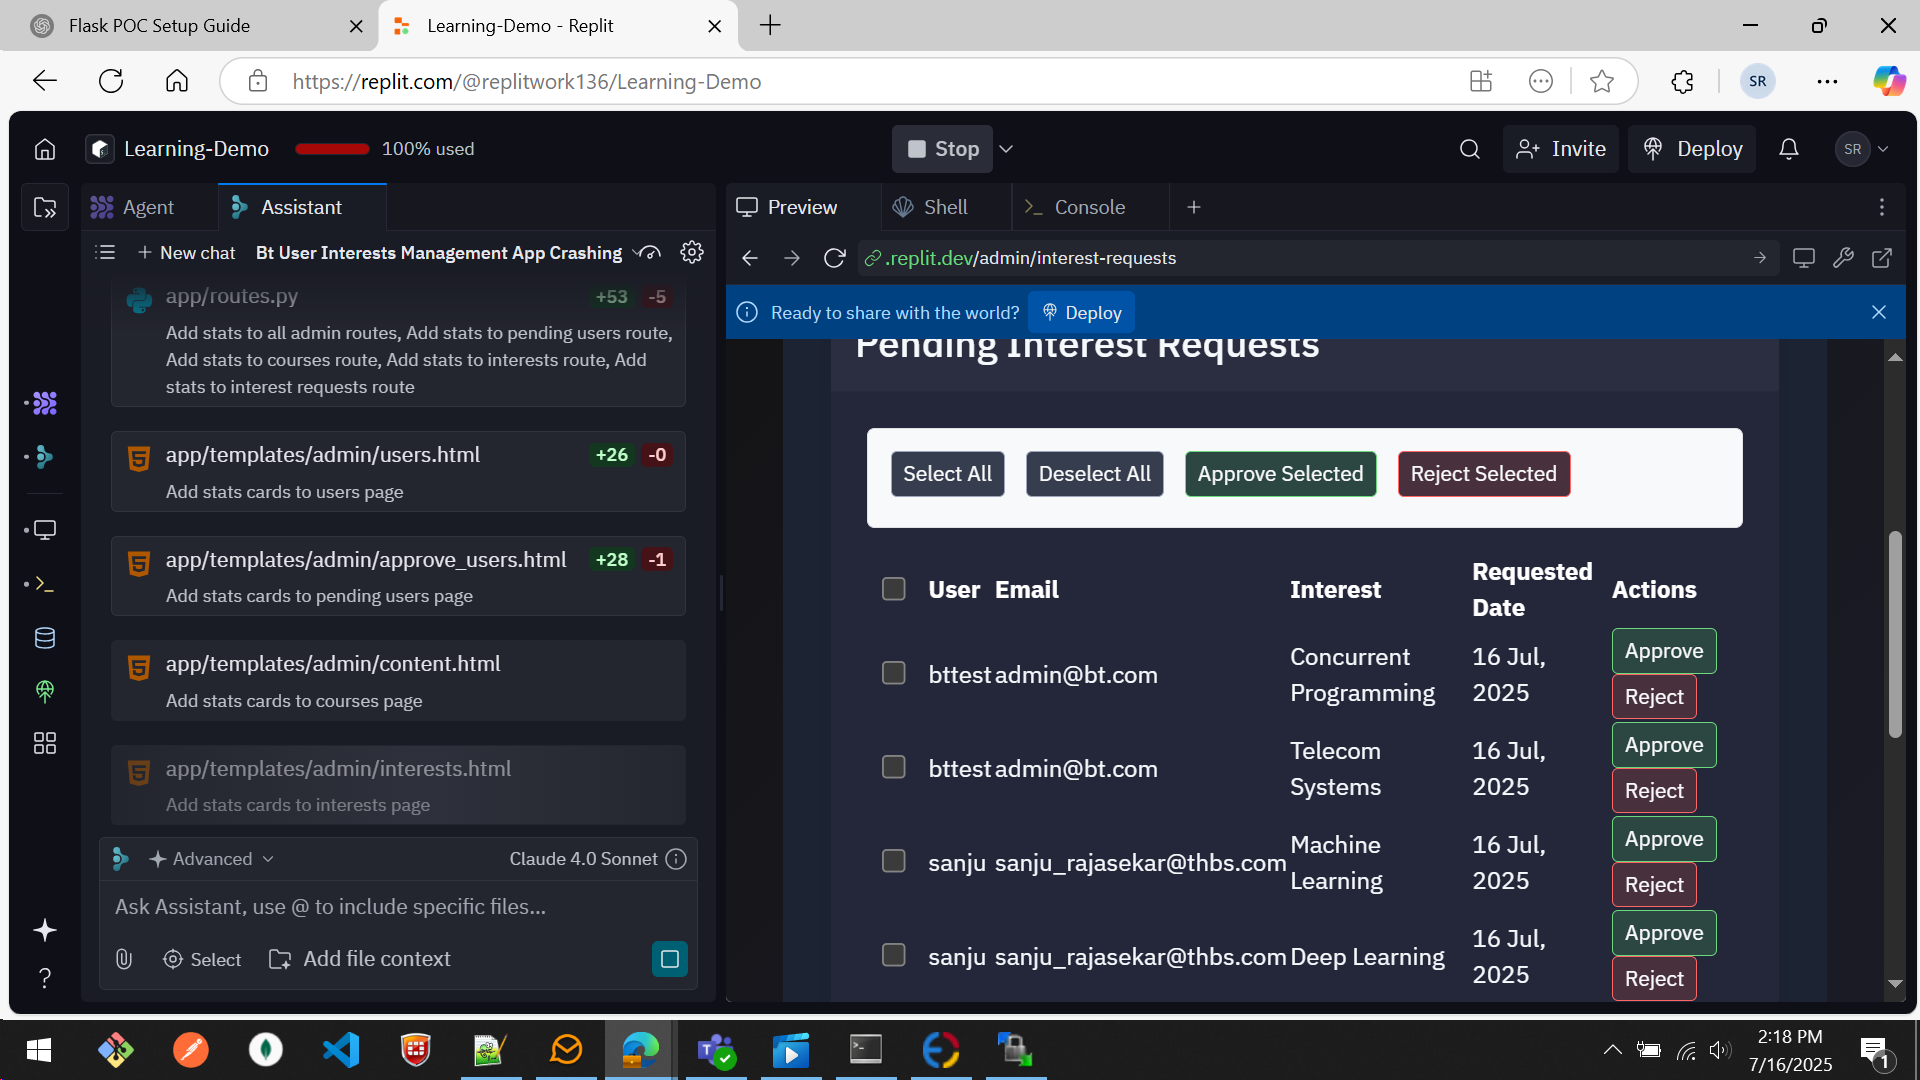 Flask POC Setup Guide
Learning-Demo - Replit
https://replit.com/@replitwork136/Learning-Demo
SR
Learning-Demo
100% used
Stop
Invite
Deploy
SR
Agent
Assistant
Preview
Shell
Console
New chat
Bt User Interests Management App Crashing
.replit.dev/admin/interest-requests
Ready to share with the world?
Deploy
app/routes.py
+53 -5
Add stats to all admin routes, Add stats to pending users route,
Add stats to courses route, Add stats to interests route, Add
stats to interest requests route
app/templates/admin/users.html
+26 -0
Add stats cards to users page
app/templates/admin/approve_users.html
+28 -1
Add stats cards to pending users page
app/templates/admin/content.html
Add stats cards to courses page
app/templates/admin/interests.html
Add stats cards to interests page
Advanced
Claude 4.0 Sonnet
Ask Assistant, use @ to include specific files...
Select
Add file context
Pending Interest Requests
Select All
Deselect All
Approve Selected
Reject Selected
User Email Interest Requested Date Actions
bttest admin@bt.com Concurrent Programming 16 Jul, 2025 Approve Reject
bttest admin@bt.com Telecom Systems 16 Jul, 2025 Approve Reject
sanju sanju_rajasekar@thbs.com Machine Learning 16 Jul, 2025 Approve Reject
sanju sanju_rajasekar@thbs.com Deep Learning 16 Jul, 2025 Approve Reject
2:18 PM
7/16/2025
1